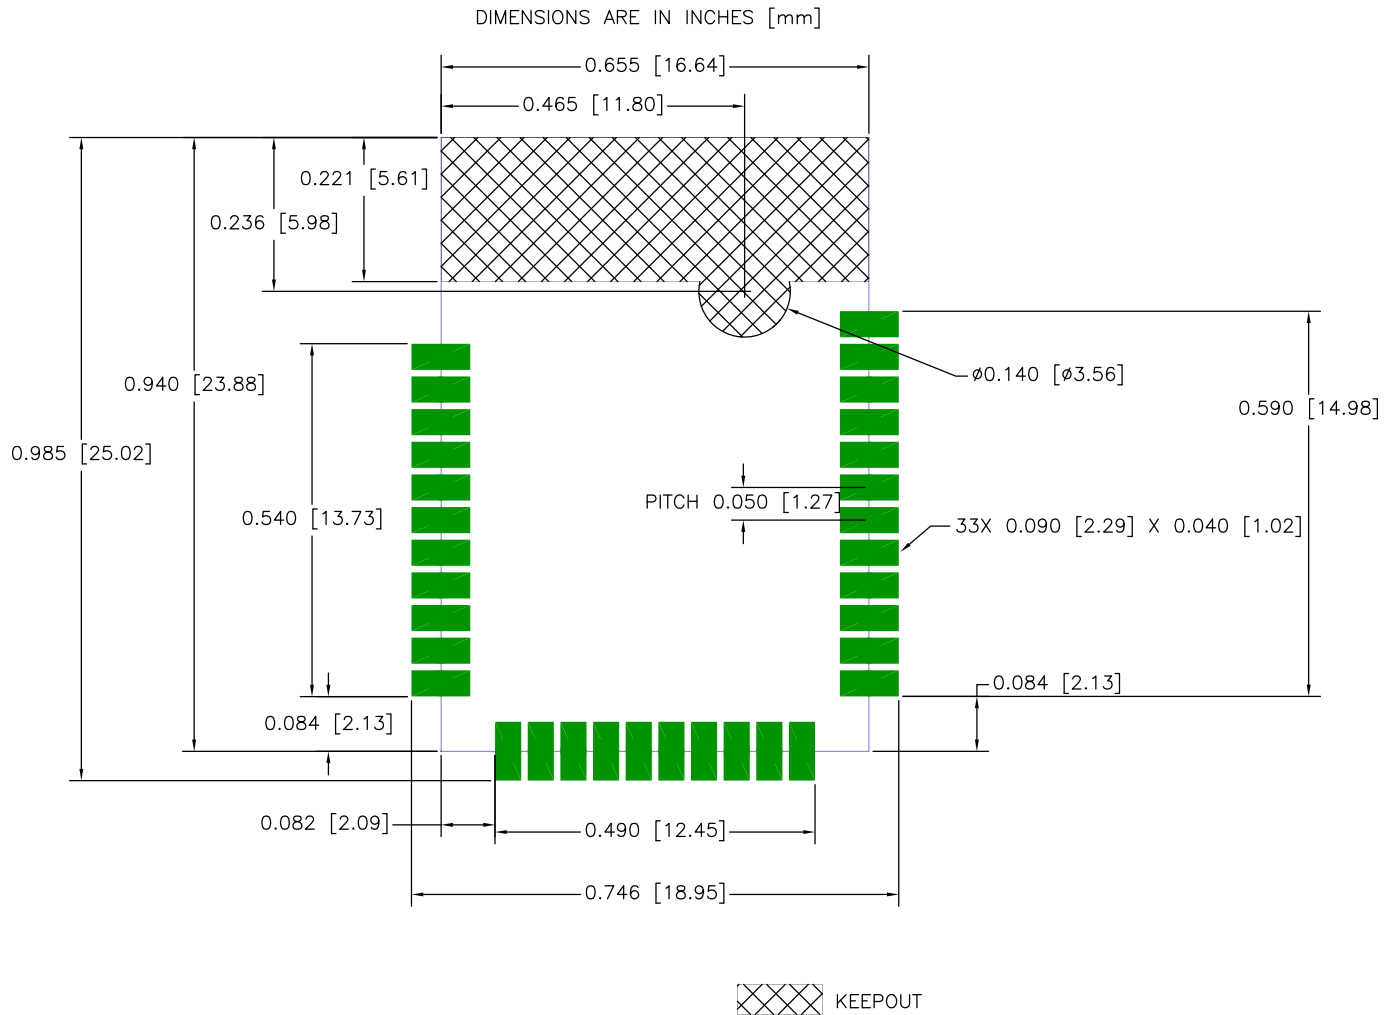 DIMENSIONS ARE IN INCHES [mm]
0.655 [16.64]
0.465 [11.80]
0.221 [5.61]
0.236 [5.98]
0.940 [23.88]
ø0.140 [ø3.56]
0.590 [14.98]
0.985 [25.02]
PITCH 0.050 [1.27]
0.540 [13.73]
33X 0.090 [2.29] X 0.040 [1.02]
0.084 [2.13]
0.084 [2.13]
0.082 [2.09]
0.490 [12.45]
0.746 [18.95]
KEEPOUT